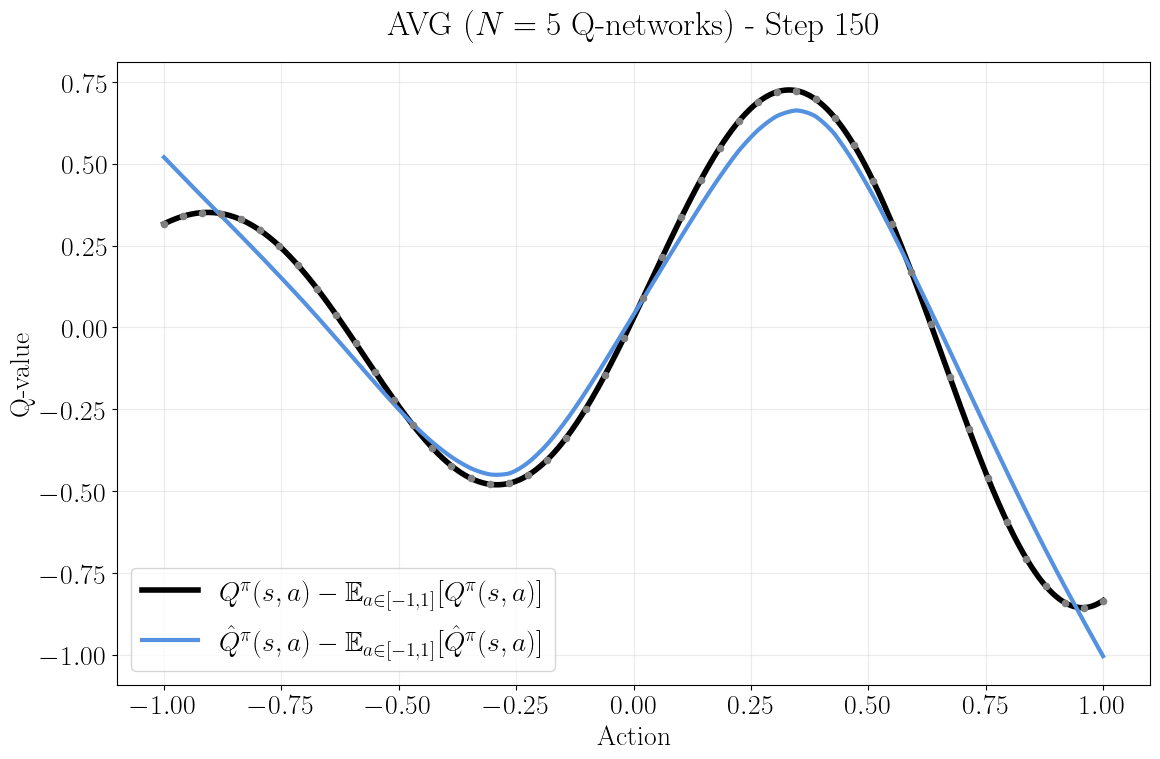 AVG (N = 5 Q-networks) - Step 150
0.75
0.50
0.25
0.00
−0.25
−0.50
−0.75
−1.00
Q-value
Q^π(s, a) − 𝔼_{a∈[−1,1]}[Q^π(s, a)]
Q̂^π(s, a) − 𝔼_{a∈[−1,1]}[Q̂^π(s, a)]
−1.00 −0.75 −0.50 −0.25 0.00 0.25 0.50 0.75 1.00
Action